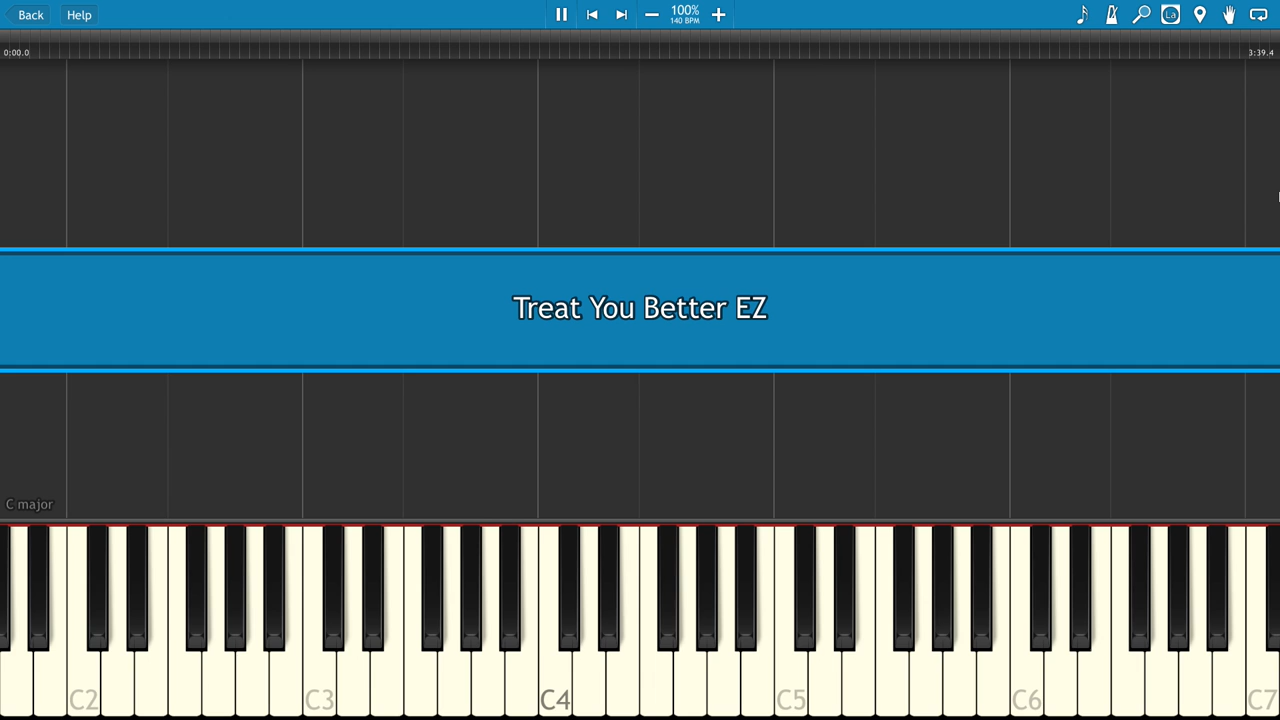 Back Help 100% La
140 BPM
0:00.0 3:39.4
Treat You Better EZ
C major
C2 C3 C4 C5 C6 C7